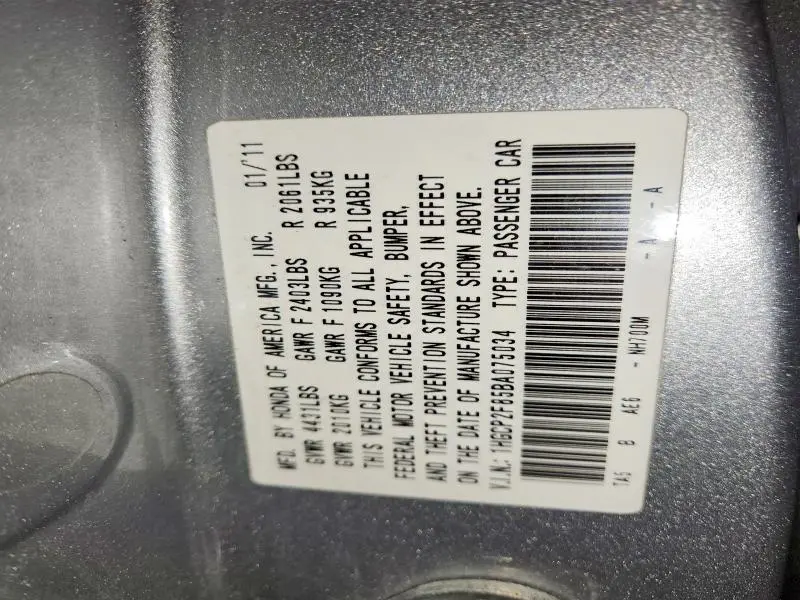 MFD. BY HONDA OF AMERICA MFG., INC. 01/'11
GVWR 4431LBS GAWR F 2403LBS R 2061LBS
GVWR 2010KG GAWR F 1090KG R 935KG
THIS VEHICLE CONFORMS TO ALL APPLICABLE
FEDERAL MOTOR VEHICLE SAFETY, BUMPER,
AND THEFT PREVENTION STANDARDS IN EFFECT
ON THE DATE OF MANUFACTURE SHOWN ABOVE.
V.I.N.: 1HGCP2F85BA075034 TYPE: PASSENGER CAR
TA5 B AE6 - NH700M - A - A